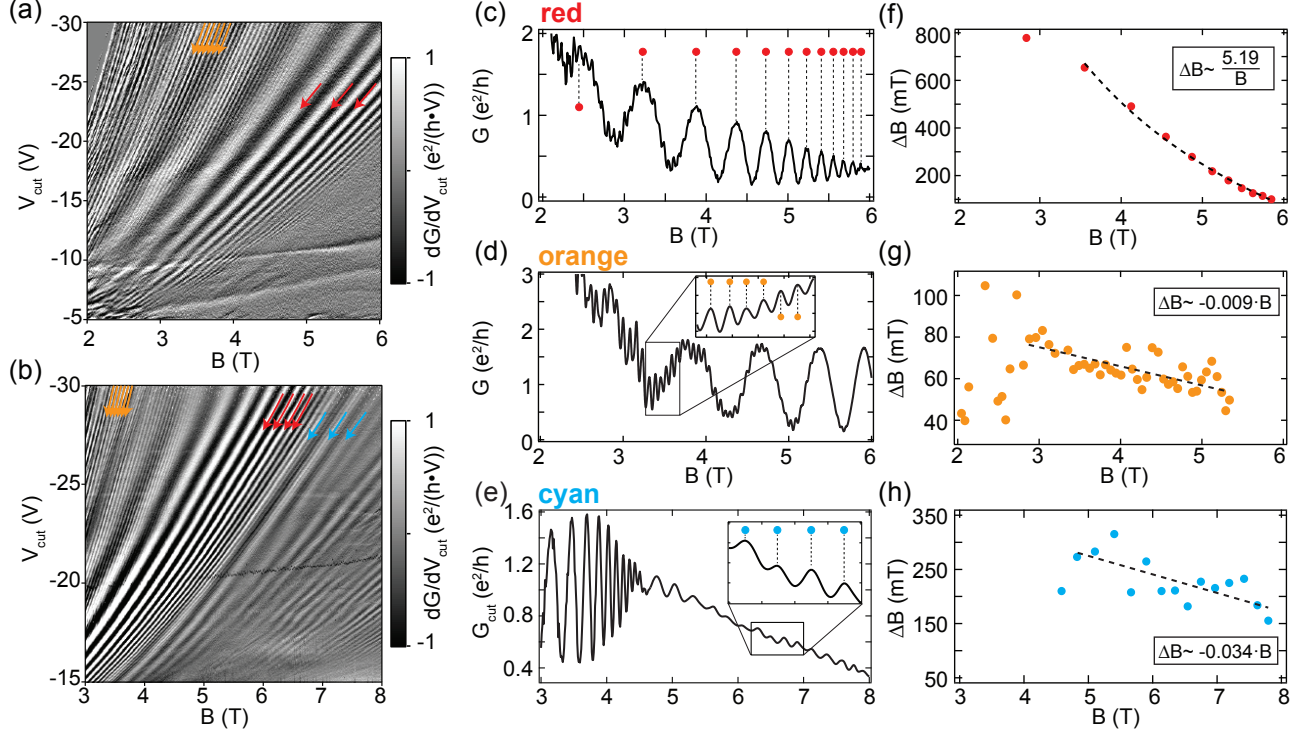 (a)
-30
-25
-20
-15
-10
-5
V_cut (V)
2
3
4
5
6
B (T)
1
-1
dG/dV_cut (e²/(h•V))
(b)
-30
-25
-20
-15
V_cut (V)
3
4
5
6
7
8
B (T)
1
-1
dG/dV_cut (e²/(h•V))
(c)
red
2
1
0
G (e²/h)
2
3
4
5
6
B (T)
(d)
orange
3
2
1
0
G (e²/h)
2
3
4
5
6
B (T)
(e)
cyan
1.6
1.2
0.8
0.4
G_cut (e²/h)
3
4
5
6
7
8
B (T)
(f)
800
600
400
200
ΔB (mT)
ΔB~ 5.19/B
2
3
4
5
6
B (T)
(g)
100
80
60
40
ΔB (mT)
ΔB~ -0.009·B
2
3
4
5
6
B (T)
(h)
350
250
150
50
ΔB (mT)
ΔB~ -0.034·B
3
4
5
6
7
8
B (T)